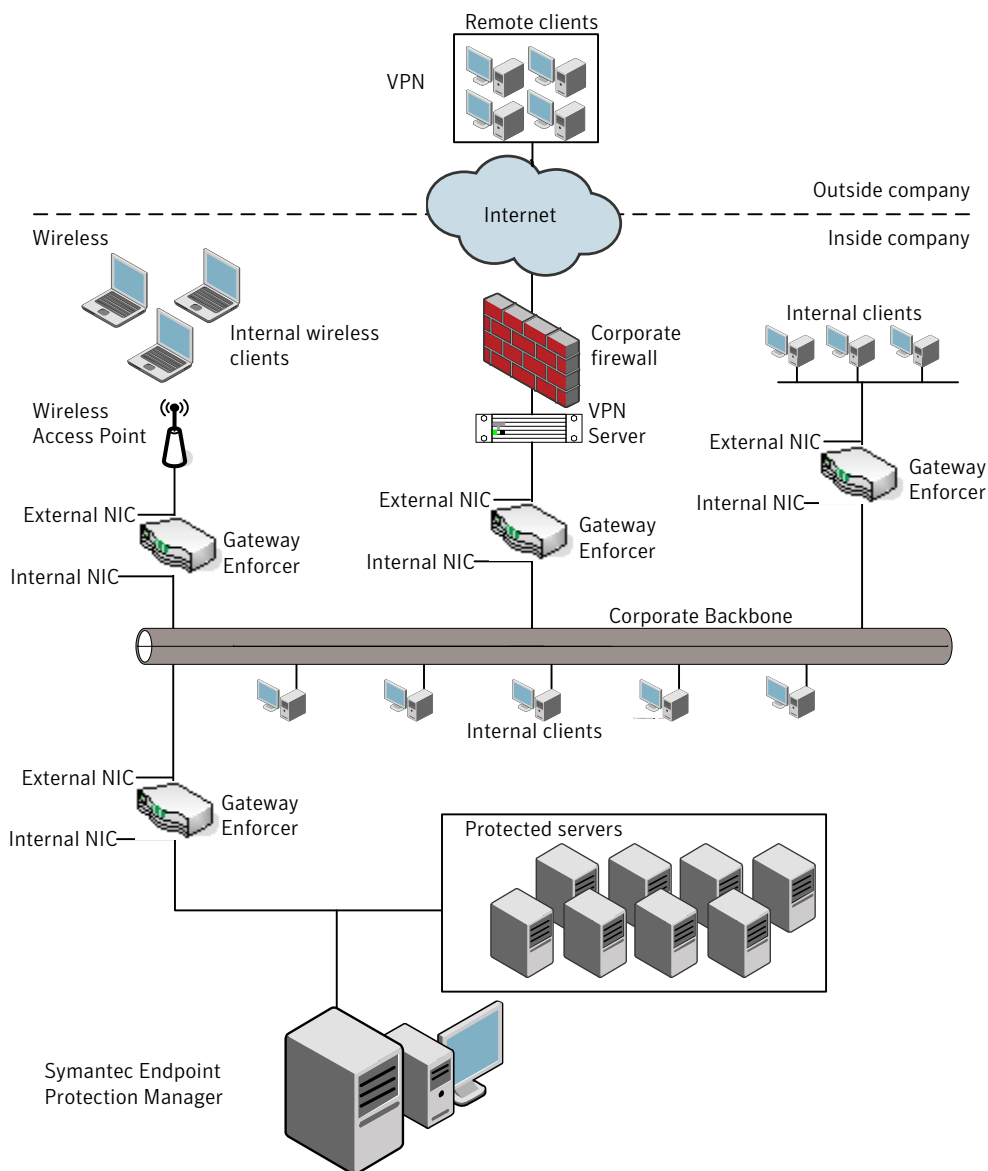 Remote clients
VPN
Internet
Outside company
Inside company
Wireless
Internal wireless
clients
Corporate
firewall
Internal clients
Wireless
Access Point
VPN
Server
External NIC
Gateway
Enforcer
Internal NIC
External NIC
Gateway
Enforcer
Internal NIC
External NIC
Gateway
Enforcer
Internal NIC
Corporate Backbone
Internal clients
External NIC
Gateway
Enforcer
Internal NIC
Protected servers
Symantec Endpoint
Protection Manager